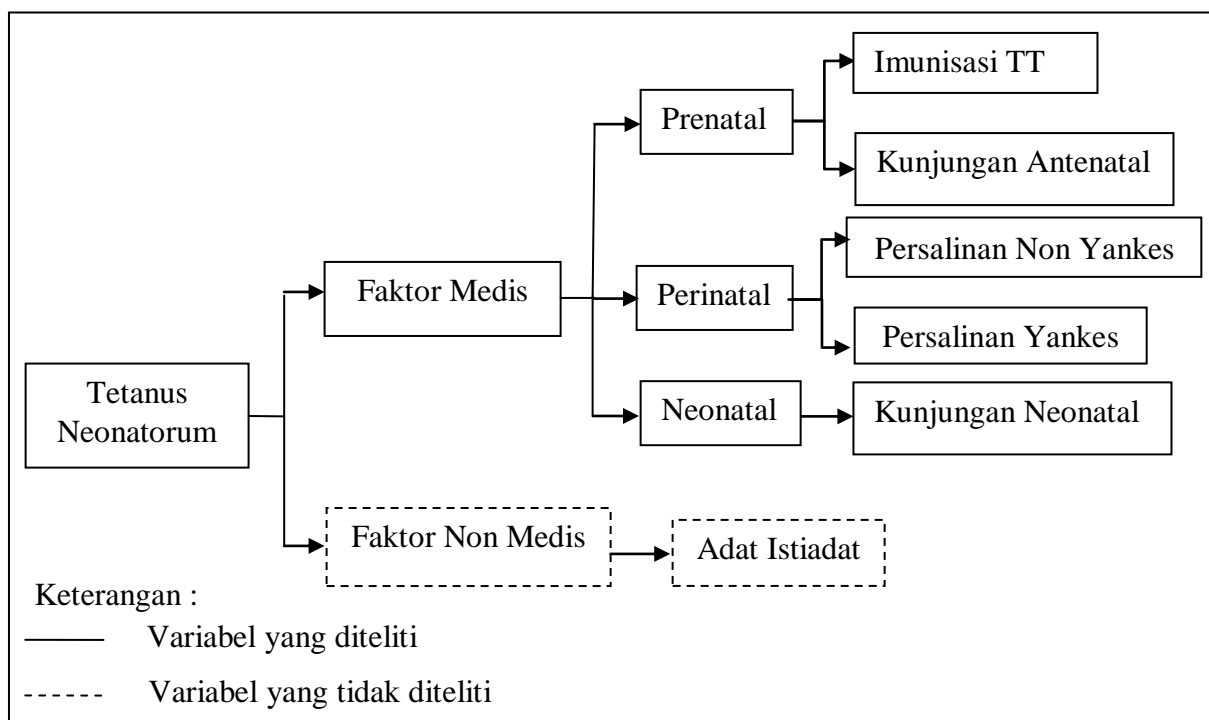 Imunisasi TT
Prenatal
Kunjungan Antenatal
Persalinan Non Yankes
Faktor Medis
Perinatal
Persalinan Yankes
Tetanus
Neonatorum
Neonatal
Kunjungan Neonatal
Faktor Non Medis
Adat Istiadat
Keterangan :
Variabel yang diteliti
Variabel yang tidak diteliti